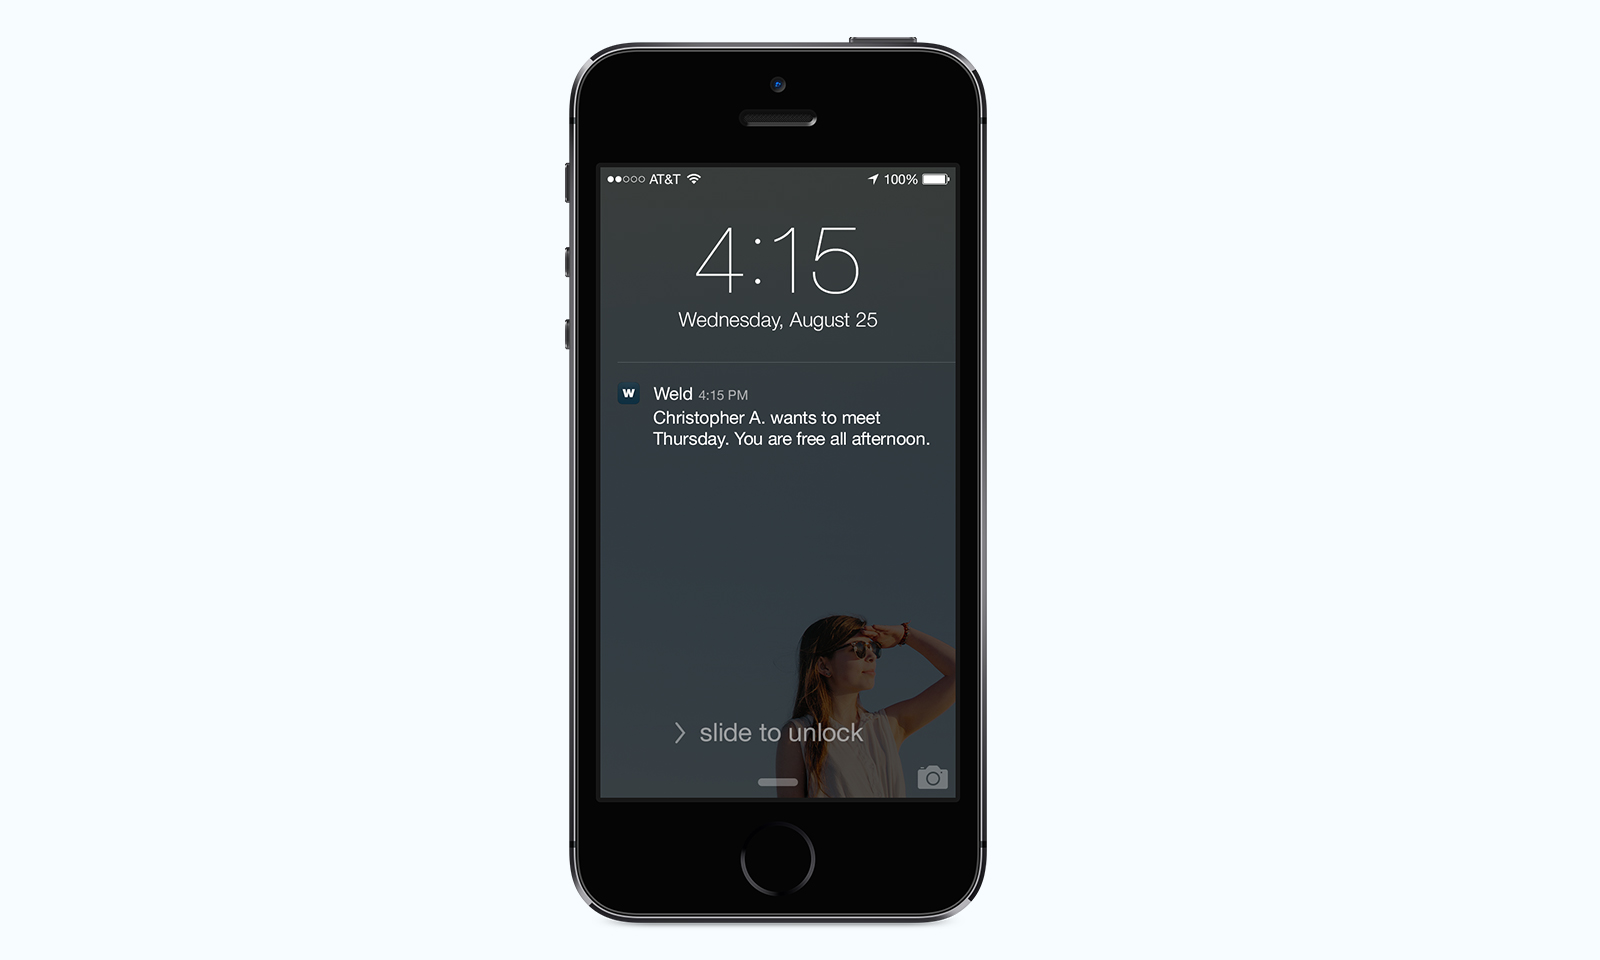 AT&T
100%
4:15
Wednesday, August 25
W
Weld 4:15 PM
Christopher A. wants to meet
Thursday. You are free all afternoon.
slide to unlock